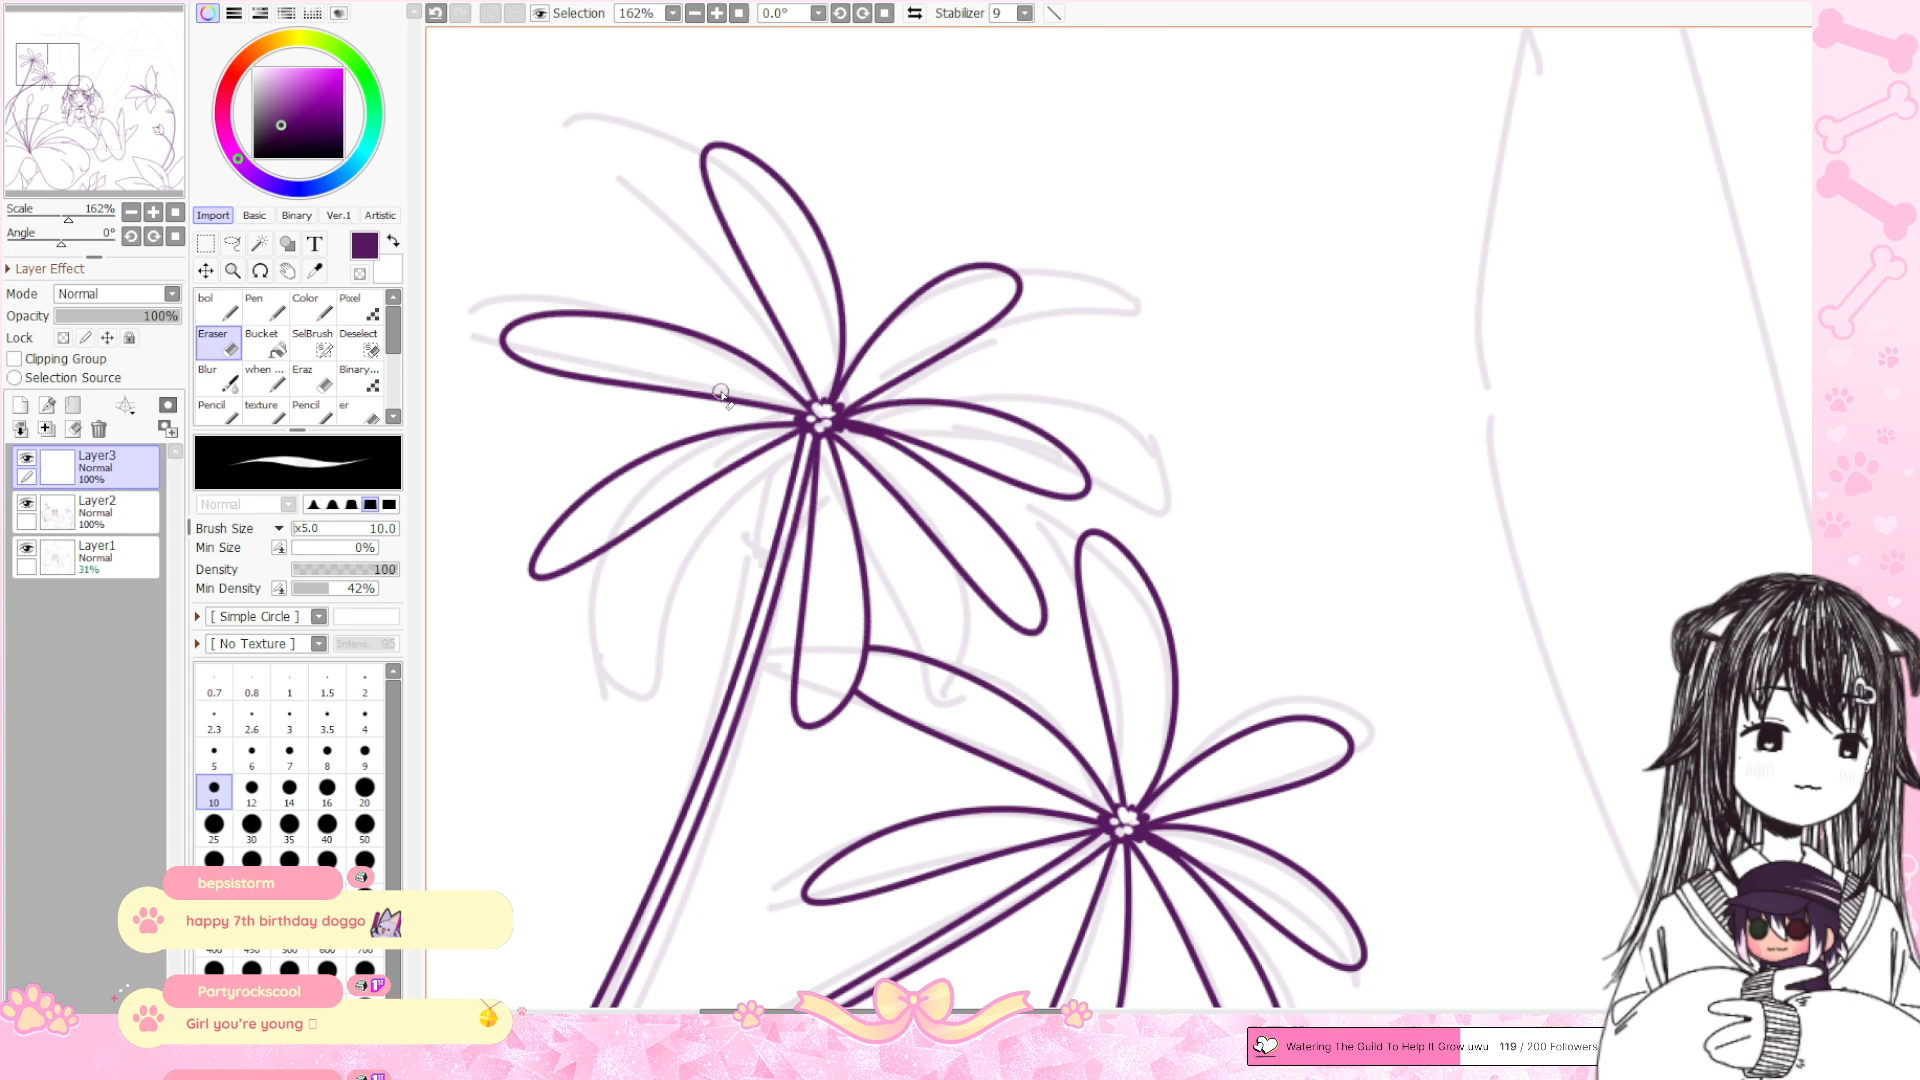 Selection 162% 0.0° Stabilizer 9
Scale 162%
Angle 0°
Layer Effect
Mode Normal
Opacity 100%
Lock
Clipping Group
Selection Source
Layer3
Normal
100%
Layer2
Normal
100%
Layer1
Normal
31%
Import Basic Binary Ver.1 Artistic
T
bol Pen Color Pixel
Eraser Bucket SelBrush Deselect
Blur when ... Eraz Binary...
Pencil texture Pencil er
Normal
Brush Size x5.0 10.0
Min Size 0%
Density 100
Min Density 42%
[ Simple Circle ]
[ No Texture ] Intens. 95
0.7 0.8 1 1.5 2
2.3 2.6 3 3.5 4
5 6 7 8 9
10 12 14 16 20
25 30 35 40 50
400 450 500 600 700
bepsistorm
happy 7th birthday doggo
Partyrockscool
Girl you're young
Watering The Guild To Help It Grow uwu 119 / 200 Followers